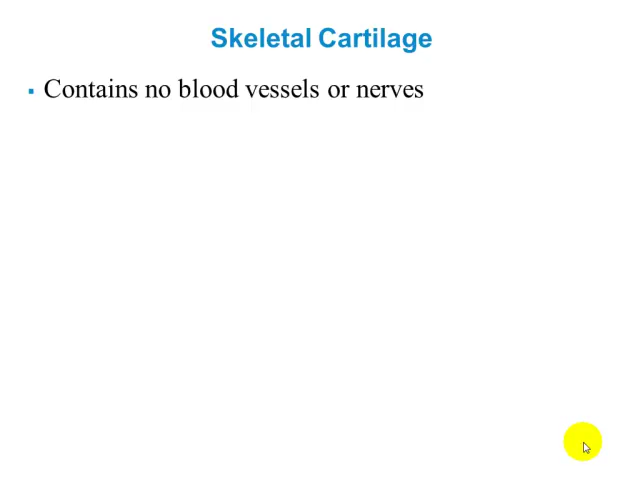 Skeletal Cartilage
▪ Contains no blood vessels or nerves